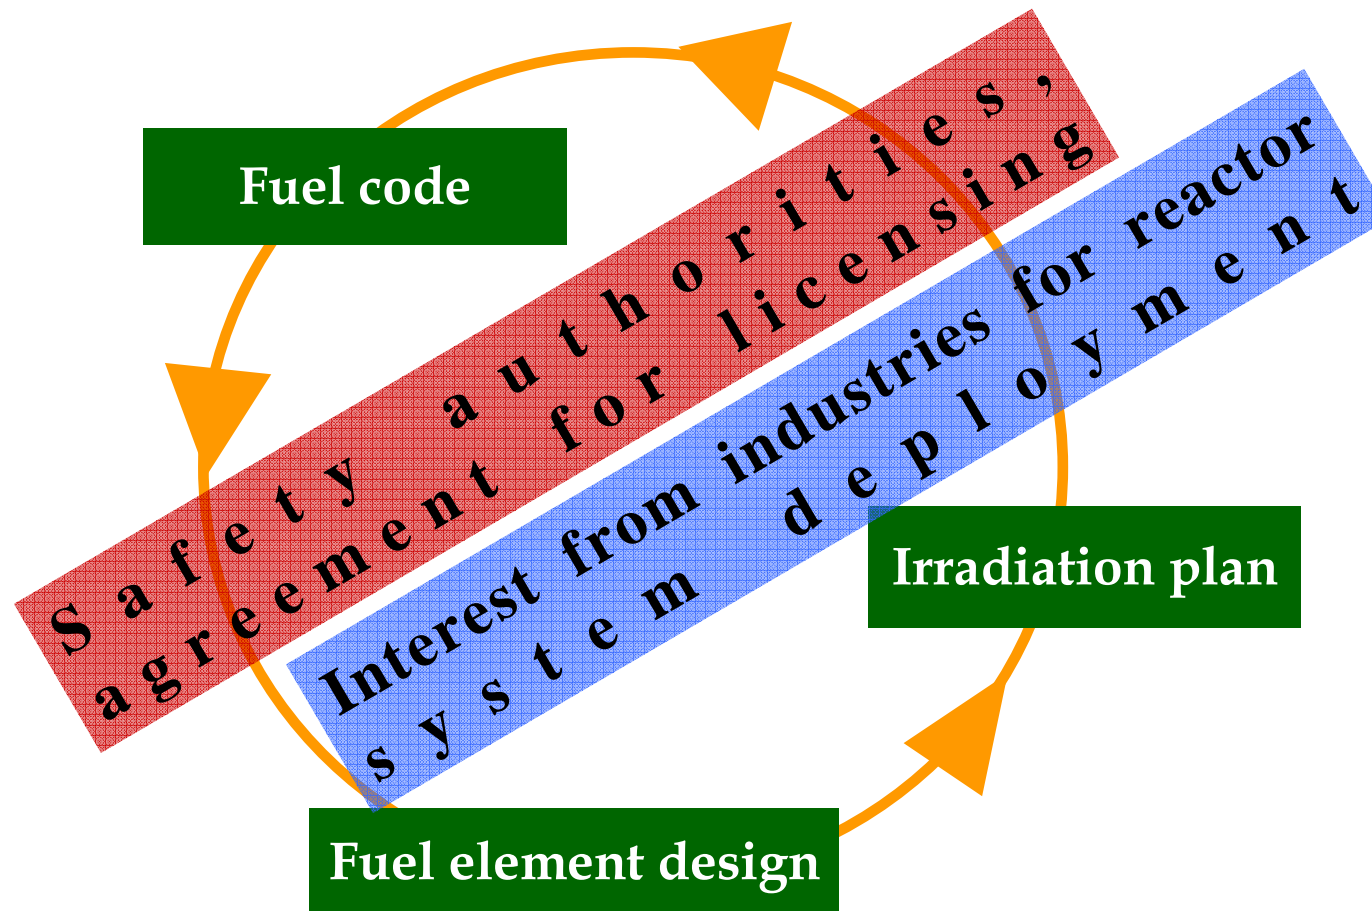 Fuel code
Safety authorities,
agreement for licensing
Interest from industries for reactor
system deployment
Irradiation plan
Fuel element design